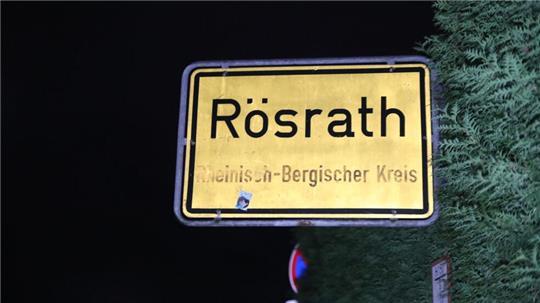 Rösrath
Rheinisch-Bergischer Kreis